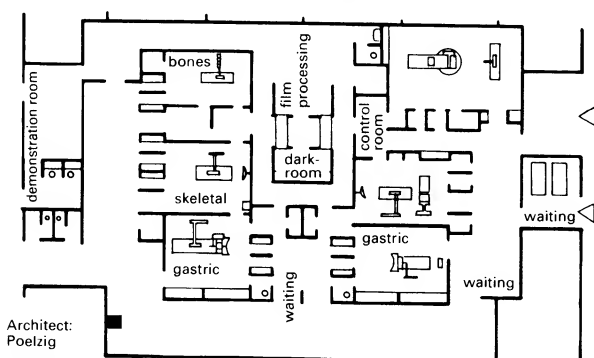 bones
film
processing
demonstration room
control
room
dark-
room
skeletal
waiting
gastric
gastric
waiting
waiting
Architect:
Poelzig